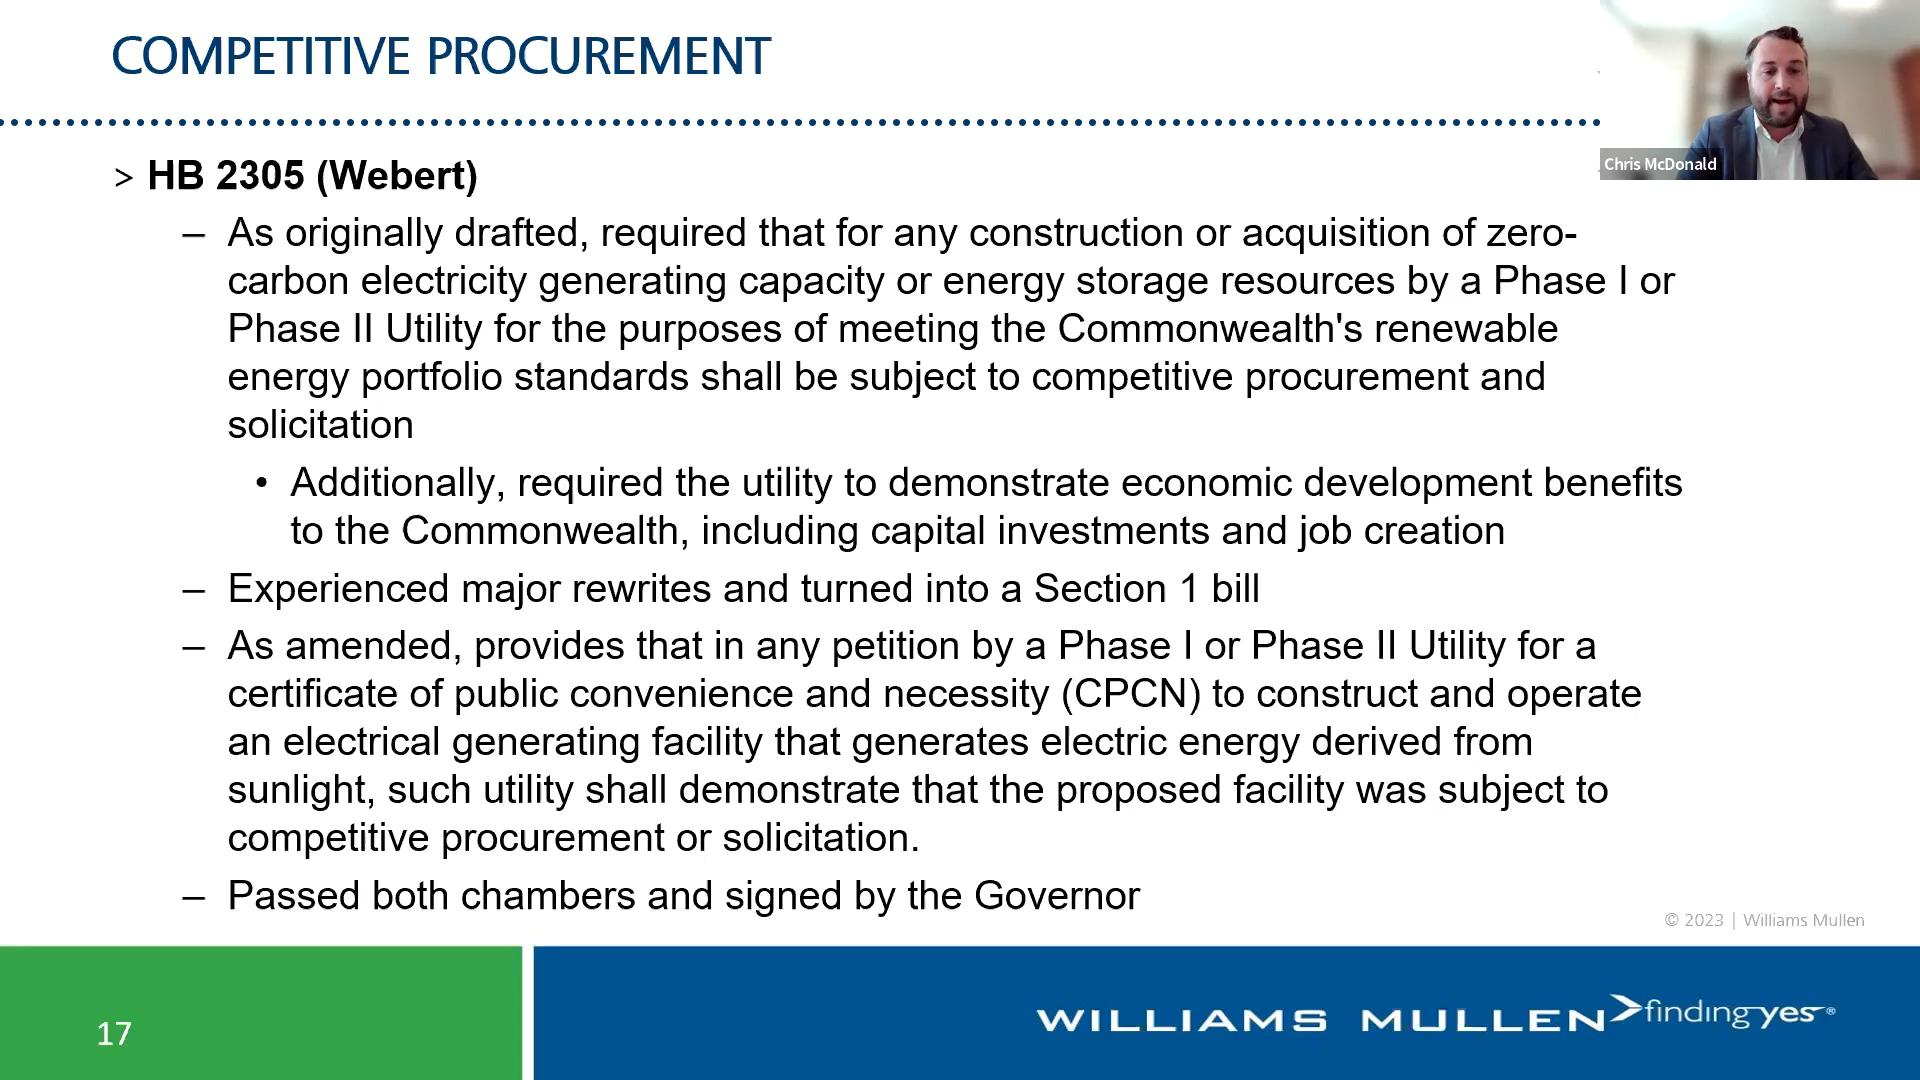 COMPETITIVE PROCUREMENT
Chris McDonald
> HB 2305 (Webert)
– As originally drafted, required that for any construction or acquisition of zero-
carbon electricity generating capacity or energy storage resources by a Phase I or
Phase II Utility for the purposes of meeting the Commonwealth's renewable
energy portfolio standards shall be subject to competitive procurement and
solicitation
• Additionally, required the utility to demonstrate economic development benefits
to the Commonwealth, including capital investments and job creation
– Experienced major rewrites and turned into a Section 1 bill
– As amended, provides that in any petition by a Phase I or Phase II Utility for a
certificate of public convenience and necessity (CPCN) to construct and operate
an electrical generating facility that generates electric energy derived from
sunlight, such utility shall demonstrate that the proposed facility was subject to
competitive procurement or solicitation.
– Passed both chambers and signed by the Governor
© 2023 | Williams Mullen
17
WILLIAMS MULLEN finding yes®